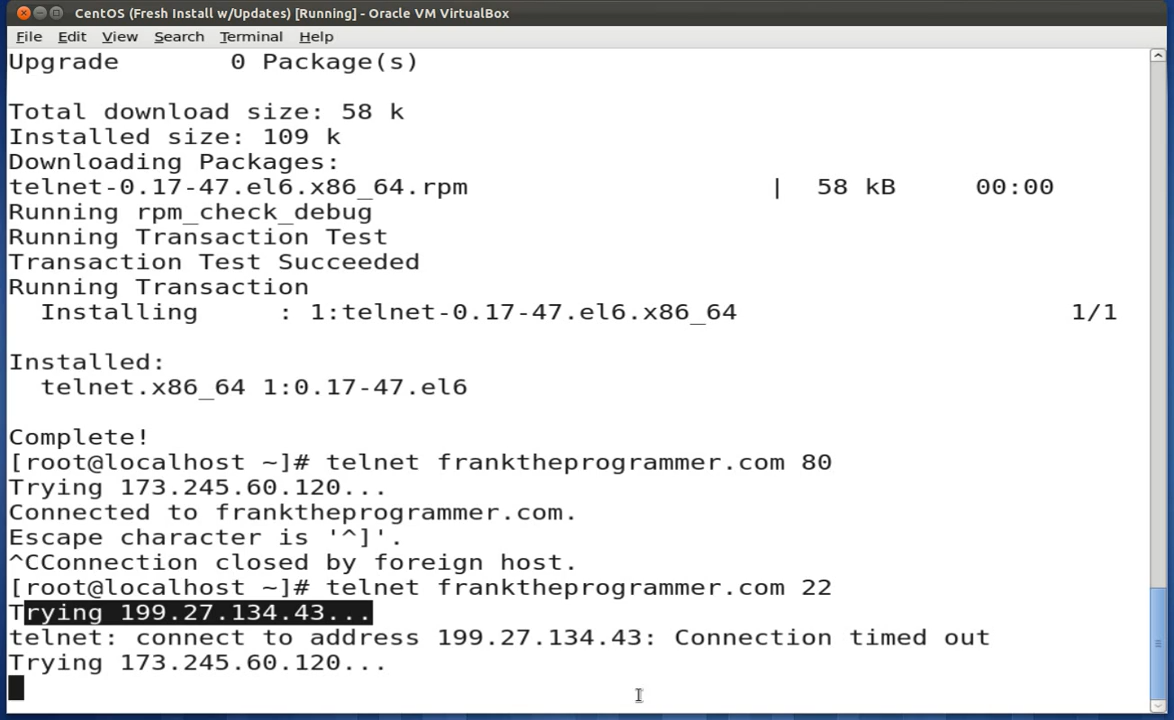 CentOS (Fresh Install w/Updates) [Running] - Oracle VM VirtualBox
File Edit View Search Terminal Help
Upgrade 0 Package(s)
Total download size: 58 k
Installed size: 109 k
Downloading Packages:
telnet-0.17-47.el6.x86_64.rpm | 58 kB 00:00
Running rpm_check_debug
Running Transaction Test
Transaction Test Succeeded
Running Transaction
Installing : 1:telnet-0.17-47.el6.x86_64 1/1
Installed:
telnet.x86_64 1:0.17-47.el6
Complete!
[root@localhost ~]# telnet franktheprogrammer.com 80
Trying 173.245.60.120...
Connected to franktheprogrammer.com.
Escape character is '^]'.
^CConnection closed by foreign host.
[root@localhost ~]# telnet franktheprogrammer.com 22
Trying 199.27.134.43...
telnet: connect to address 199.27.134.43: Connection timed out
Trying 173.245.60.120...